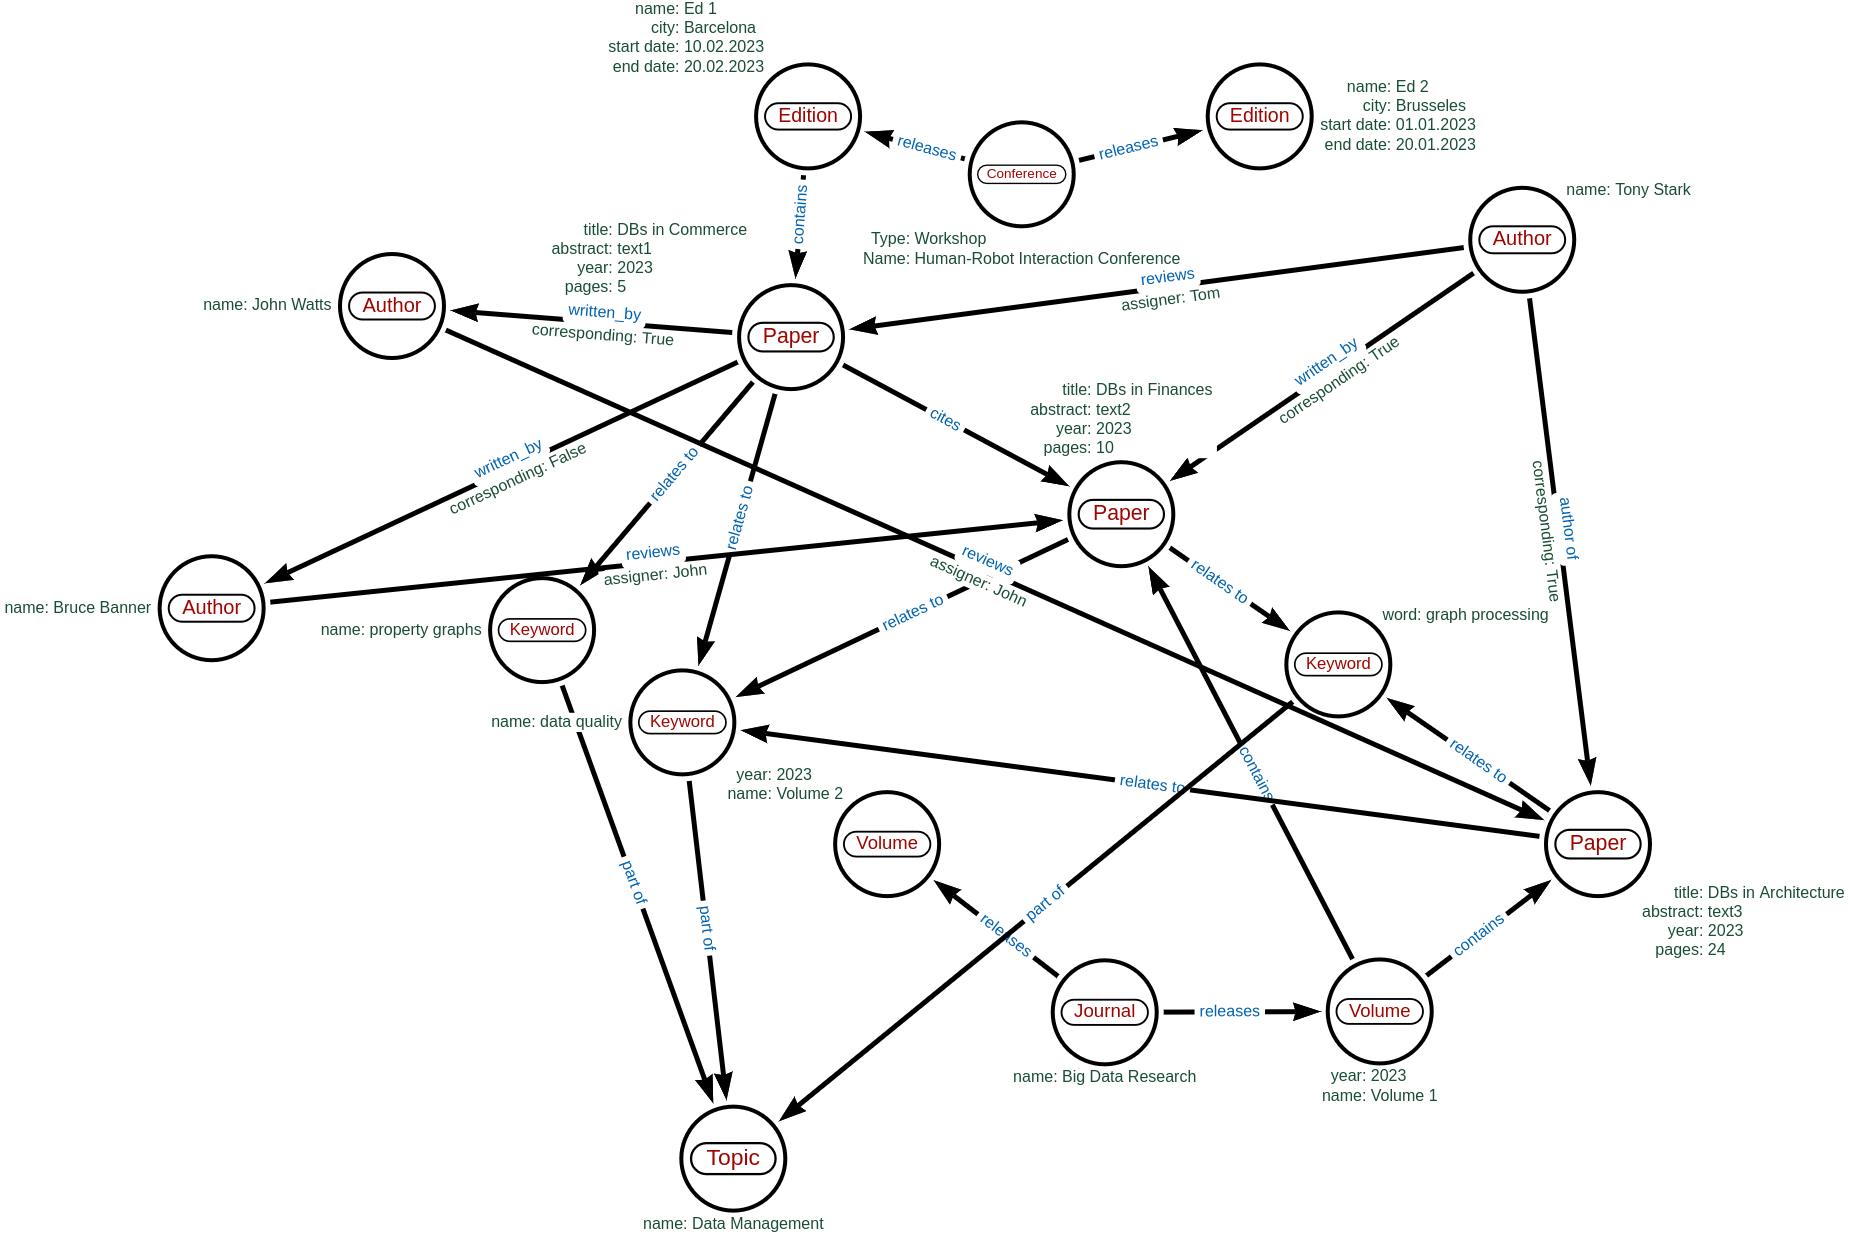 name: Ed 1
city: Barcelona
start date: 10.02.2023
end date: 20.02.2023
Edition
releases
Conference
releases
Edition
name: Ed 2
city: Brusseles
start date: 01.01.2023
end date: 20.01.2023
Type: Workshop
Name: Human-Robot Interaction Conference
name: Tony Stark
Author
contains
title: DBs in Commerce
abstract: text1
year: 2023
pages: 5
name: John Watts
Author
written_by
corresponding: True
Paper
reviews
assigner: Tom
written_by
corresponding: True
cites
title: DBs in Finances
abstract: text2
year: 2023
pages: 10
Paper
written_by
corresponding: False
relates to
relates to
author of
corresponding: True
name: Bruce Banner
Author
reviews
assigner: John
reviews
assigner: John
relates to
relates to
name: property graphs
Keyword
word: graph processing
Keyword
name: data quality
Keyword
relates to
relates to
contains
year: 2023
name: Volume 2
Volume
Paper
title: DBs in Architecture
abstract: text3
year: 2023
pages: 24
part of
part of
part of
releases
contains
Journal
name: Big Data Research
releases
Volume
year: 2023
name: Volume 1
Topic
name: Data Management